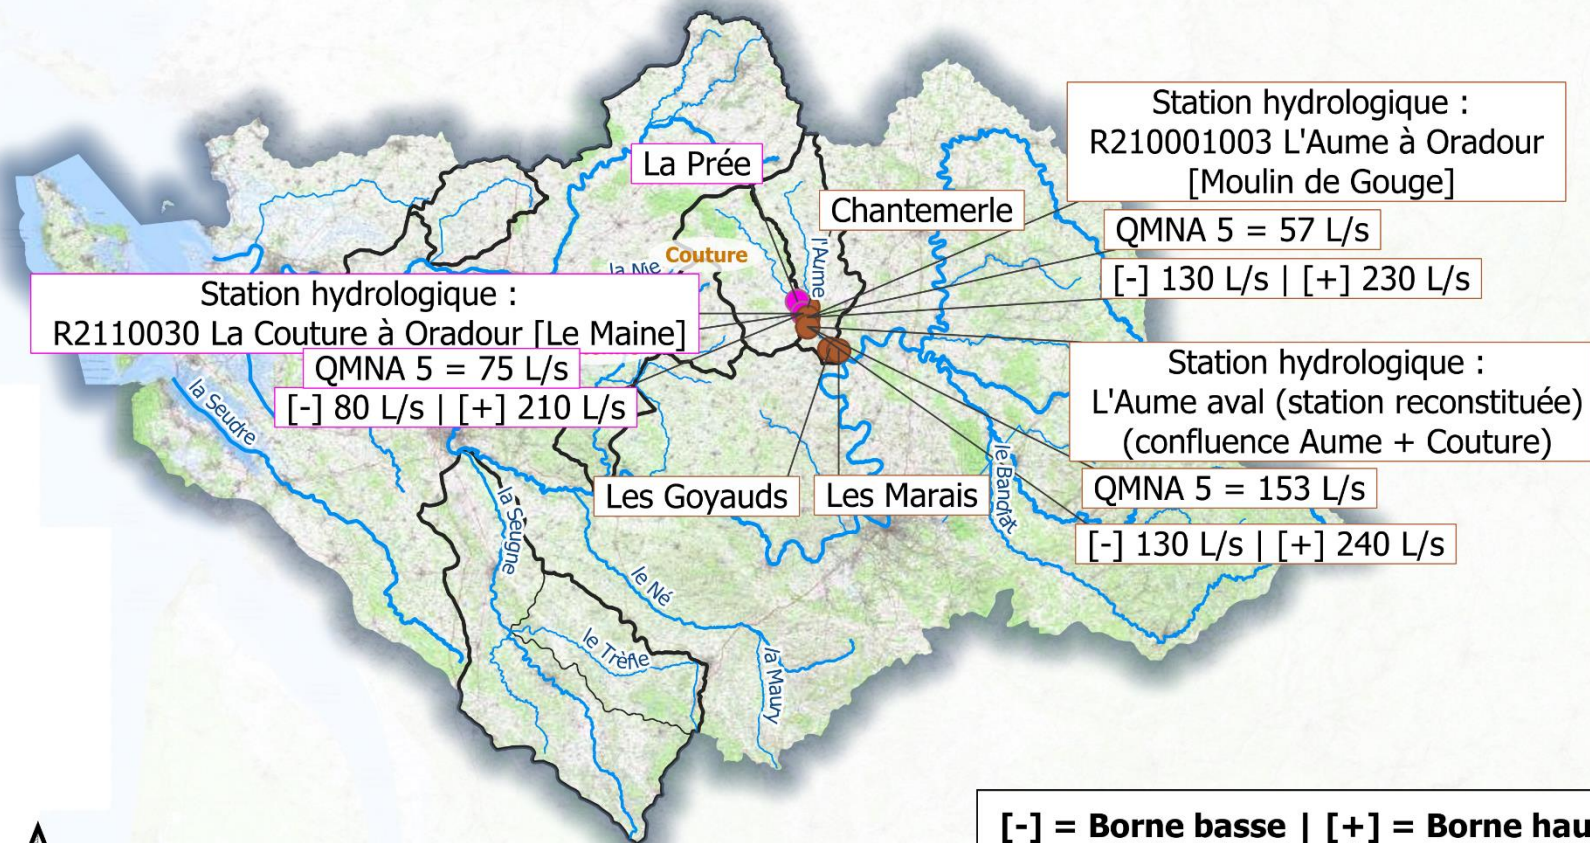 La Prée
Chantemerle
Station hydrologique :
R210001003 L'Aume à Oradour
[Moulin de Gouge]
QMNA 5 = 57 L/s
[-] 130 L/s | [+] 230 L/s
Couture
l'Aume
la Nie
Station hydrologique :
R2110030 La Couture à Oradour [Le Maine]
QMNA 5 = 75 L/s
[-] 80 L/s | [+] 210 L/s
Station hydrologique :
L'Aume aval (station reconstituée)
(confluence Aume + Couture)
QMNA 5 = 153 L/s
[-] 130 L/s | [+] 240 L/s
Les Goyauds
Les Marais
la Seudre
la Seugne
le Bandiat
le Né
le Trèfle
la Maury
[-] = Borne basse | [+] = Borne hau